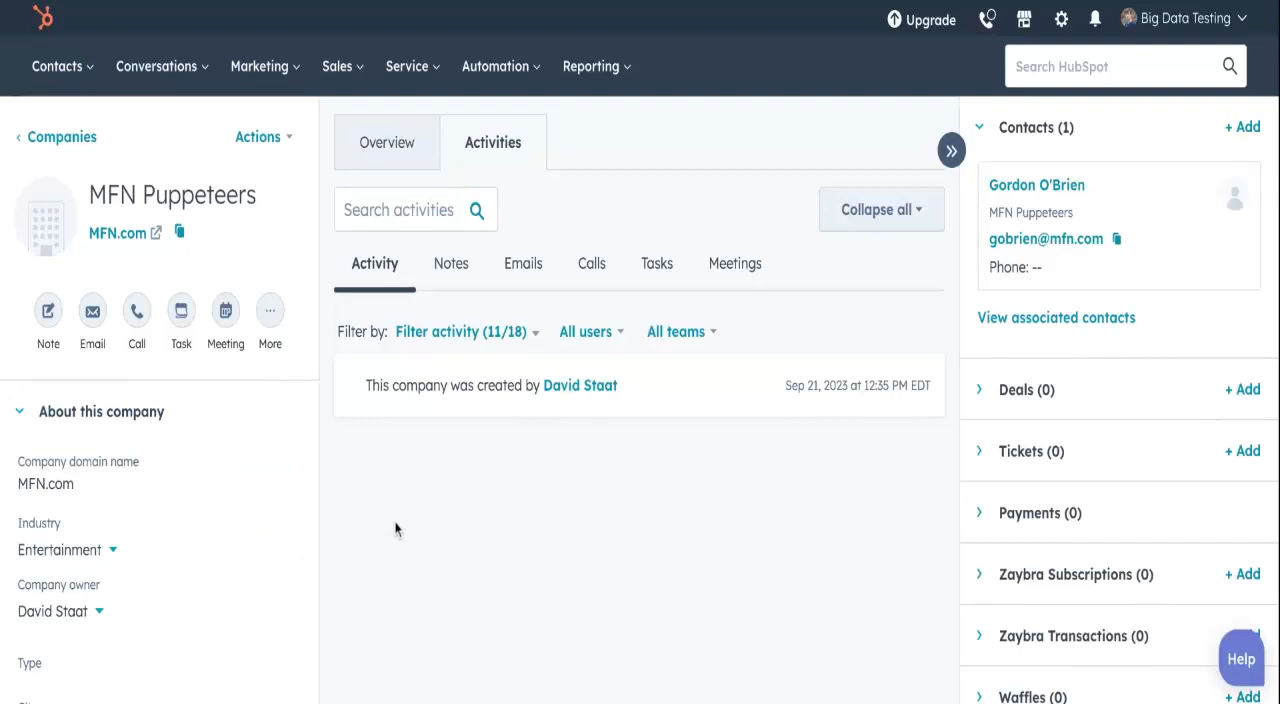 Upgrade
Big Data Testing
Contacts
Conversations
Marketing
Sales
Service
Automation
Reporting
Search HubSpot
Companies
Actions
MFN Puppeteers
MFN.com
Note
Email
Call
Task
Meeting
More
About this company
Company domain name
MFN.com
Industry
Entertainment
Company owner
David Staat
Type
Overview
Activities
Search activities
Collapse all
Activity
Notes
Emails
Calls
Tasks
Meetings
Filter by: Filter activity (11/18)
All users
All teams
This company was created by David Staat
Sep 21, 2023 at 12:35 PM EDT
Contacts (1)
+ Add
Gordon O'Brien
MFN Puppeteers
gobrien@mfn.com
Phone: --
View associated contacts
Deals (0)
+ Add
Tickets (0)
+ Add
Payments (0)
Zaybra Subscriptions (0)
+ Add
Zaybra Transactions (0)
Help
Waffles (0)
+ Add